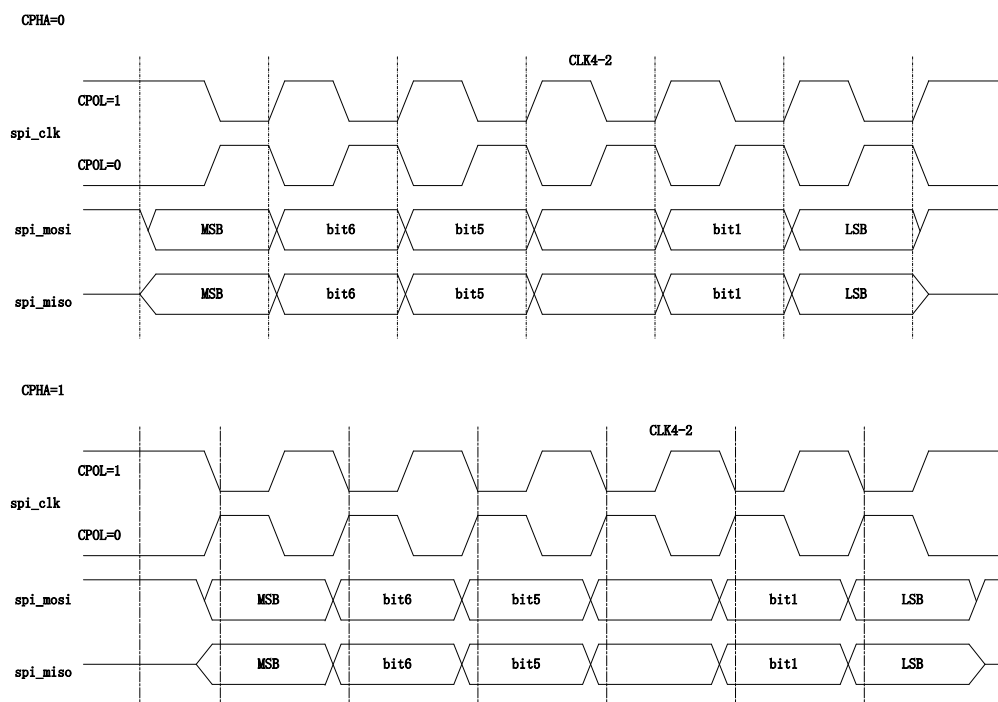 CPHA=0
CLK4-2
CPOL=1
spi_clk
CPOL=0
spi_mosi MSB bit6 bit5 bit1 LSB
spi_miso MSB bit6 bit5 bit1 LSB
CPHA=1
CLK4-2
CPOL=1
spi_clk
CPOL=0
spi_mosi MSB bit6 bit5 bit1 LSB
spi_miso MSB bit6 bit5 bit1 LSB